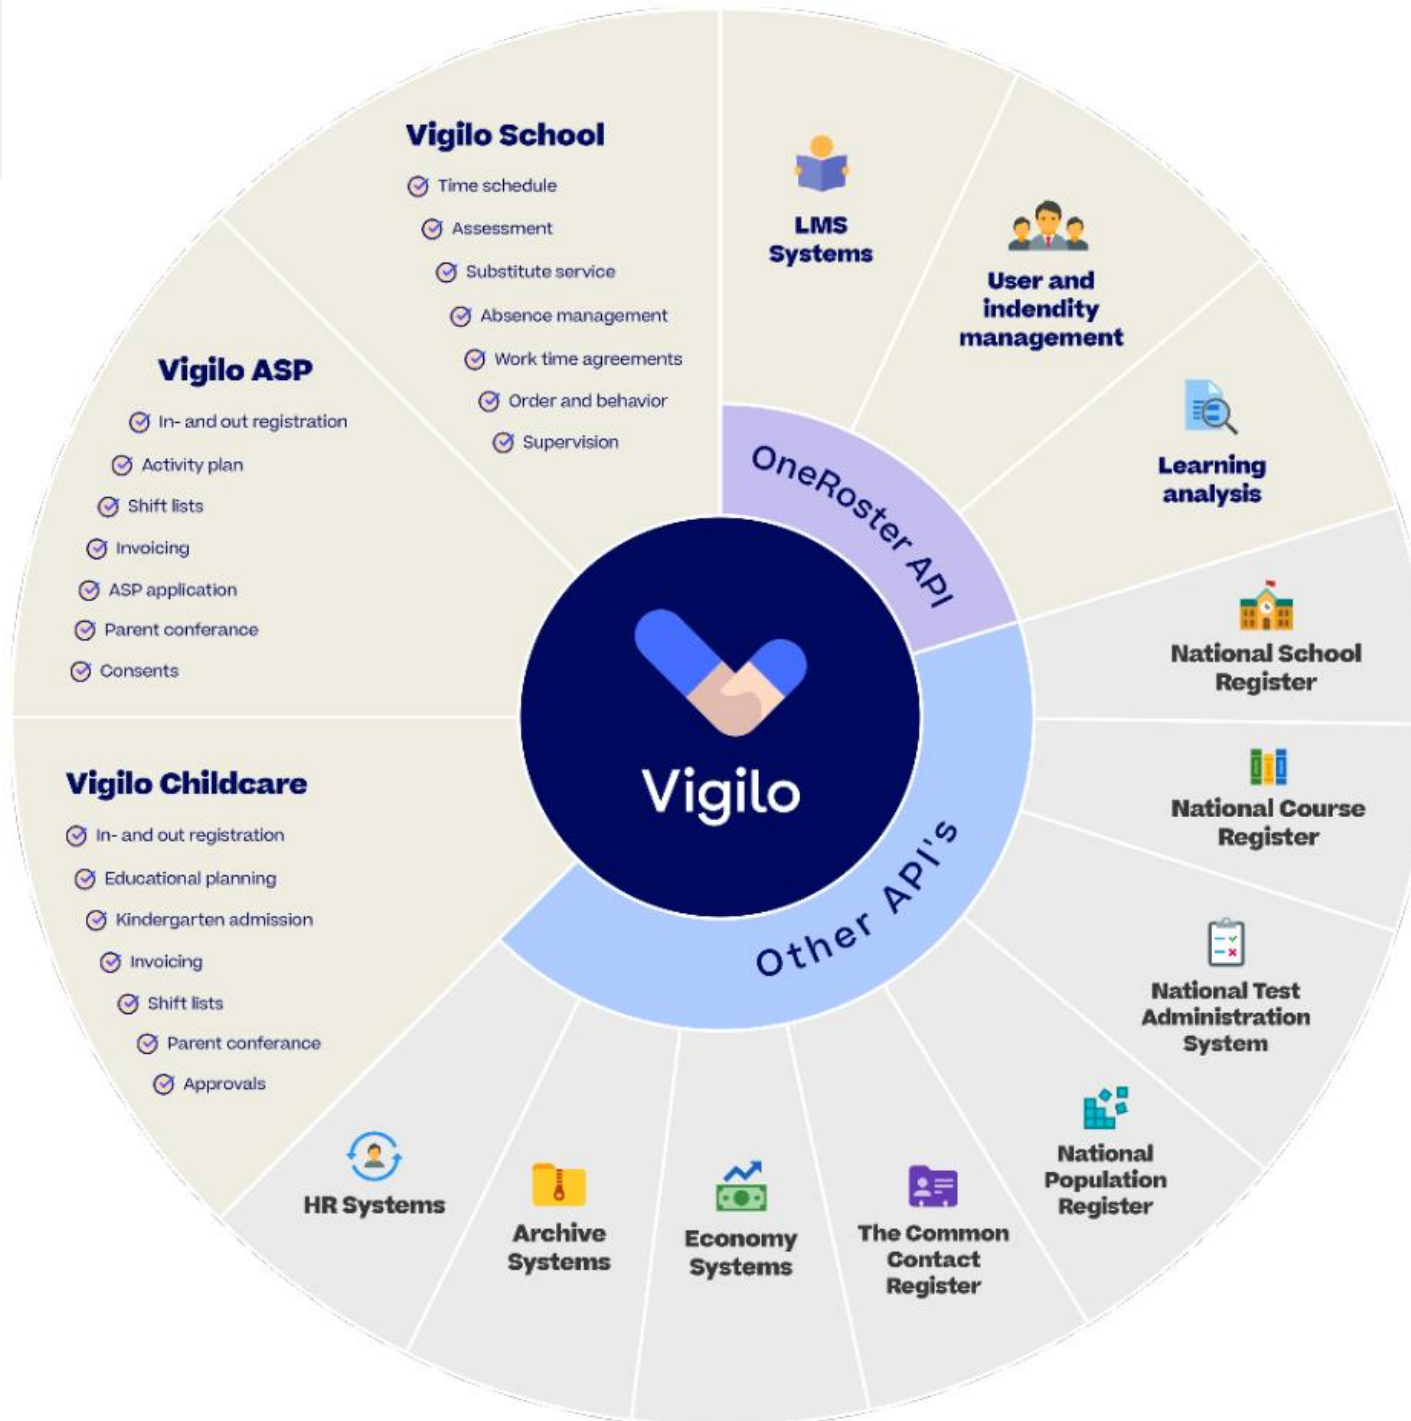 Vigilo School
Time schedule
Assessment
Substitute service
Absence management
Work time agreements
Order and behavior
Supervision
Vigilo ASP
In- and out registration
Activity plan
Shift lists
Invoicing
ASP application
Parent conferance
Consents
Vigilo Childcare
In- and out registration
Educational planning
Kindergarten admission
Invoicing
Shift lists
Parent conferance
Approvals
LMS
Systems
User and
indendity
management
Learning
analysis
OneRoster API
Vigilo
Other API's
National School
Register
National Course
Register
National Test
Administration
System
National
Population
Register
The Common
Contact
Register
Economy
Systems
Archive
Systems
HR Systems